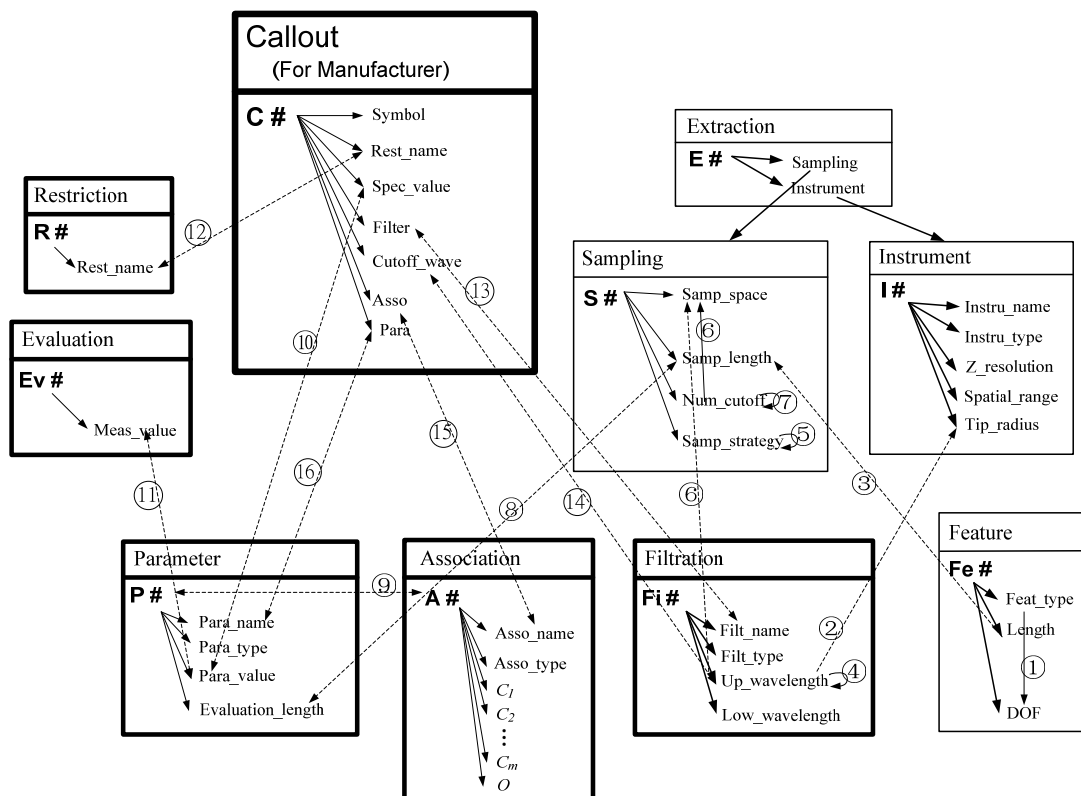 Callout
(For Manufacturer)
C #
Symbol
Rest_name
Spec_value
Filter
Cutoff_wave
Asso
Para
Extraction
E #
Sampling
Instrument
Restriction
R #
Rest_name
⑫
⑬
Sampling
S #
Samp_space
⑥
Samp_length
Num_cutoff
⑦
Samp_strategy
⑤
Instrument
I #
Instru_name
Instru_type
Z_resolution
Spatial_range
Tip_radius
Evaluation
Ev #
Meas_value
⑩
⑮
⑯
⑪
⑧
⑭
⑥
③
Parameter
P #
Para_name
Para_type
Para_value
Evaluation_length
⑨
Association
A #
Asso_name
Asso_type
C1
C2
⋮
Cm
O
Filtration
Fi #
Filt_name
Filt_type
Up_wavelength
④
Low_wavelength
②
Feature
Fe #
Feat_type
Length
①
DOF